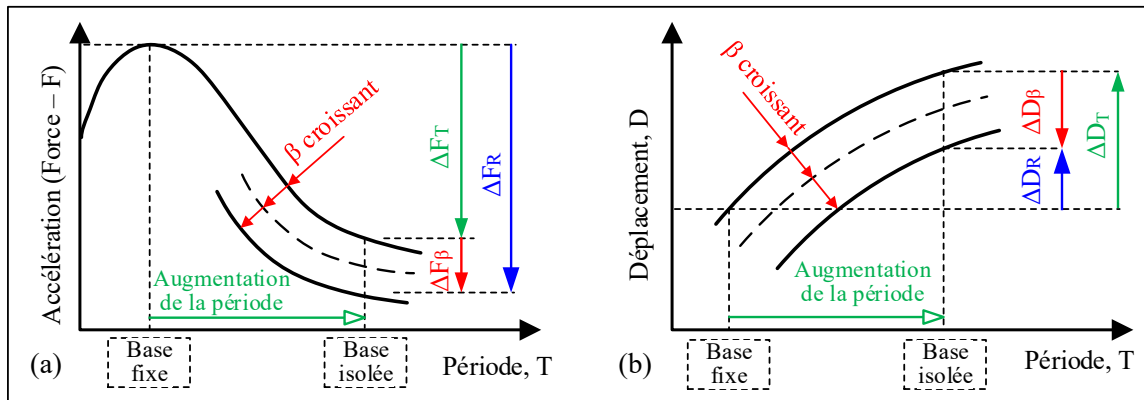 Accélération (Force – F)
β croissant
ΔFT
ΔFR
ΔFβ
Augmentation
de la période
(a)
Base
fixe
Base
isolée
Période, T
Déplacement, D
β croissant
ΔDβ
ΔDT
ΔDR
Augmentation
de la période
(b)
Base
fixe
Base
isolée
Période, T